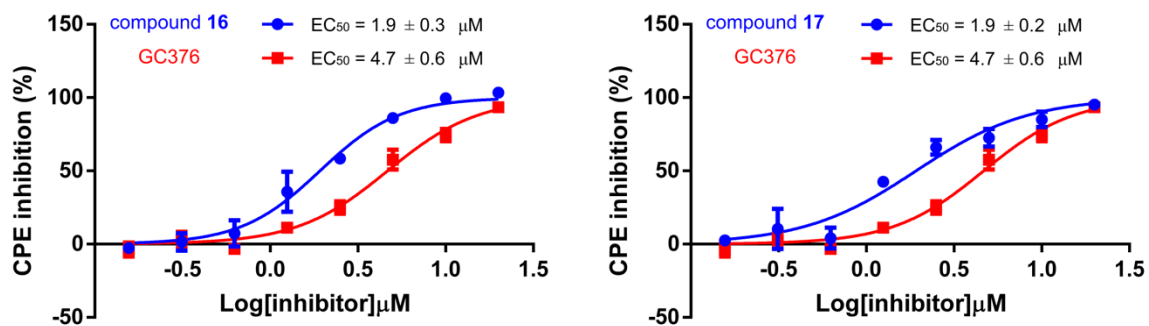 compound 16 EC50 = 1.9 ± 0.3 μM
GC376 EC50 = 4.7 ± 0.6 μM
CPE inhibition (%)
150
100
50
0
-50
-0.5 0.0 0.5 1.0 1.5
Log[inhibitor]μM
compound 17 EC50 = 1.9 ± 0.2 μM
GC376 EC50 = 4.7 ± 0.6 μM
CPE inhibition (%)
150
100
50
0
-50
-0.5 0.0 0.5 1.0 1.5
Log[inhibitor]μM